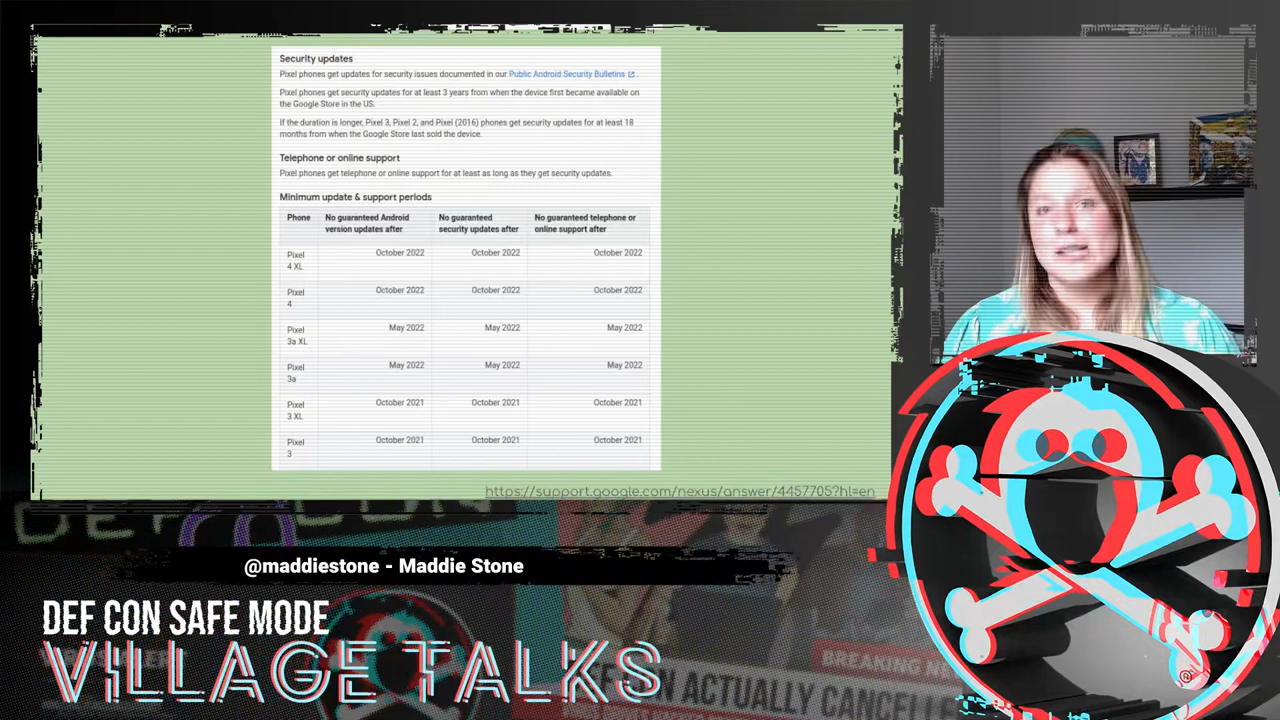 Security updates
Pixel phones get updates for security issues documented in our Public Android Security Bulletins .
Pixel phones get security updates for at least 3 years from when the device first became available on
the Google Store in the US.
If the duration is longer, Pixel 3, Pixel 2, and Pixel (2016) phones get security updates for at least 18
months from when the Google Store last sold the device.
Telephone or online support
Pixel phones get telephone or online support for at least as long as they get security updates.
Minimum update & support periods
Phone No guaranteed Android version updates after No guaranteed security updates after No guaranteed telephone or online support after
Pixel 4 XL October 2022 October 2022 October 2022
Pixel 4 October 2022 October 2022 October 2022
Pixel 3a XL May 2022 May 2022 May 2022
Pixel 3a May 2022 May 2022 May 2022
Pixel 3 XL October 2021 October 2021 October 2021
Pixel 3 October 2021 October 2021 October 2021
https://support.google.com/nexus/answer/4457705?hl=en
DEF CON
@maddiestone - Maddie Stone
DEF CON SAFE MODE
VILLAGE TALKS
BREAKING NE
DEF CON ACTUALLY CANCELLE
®